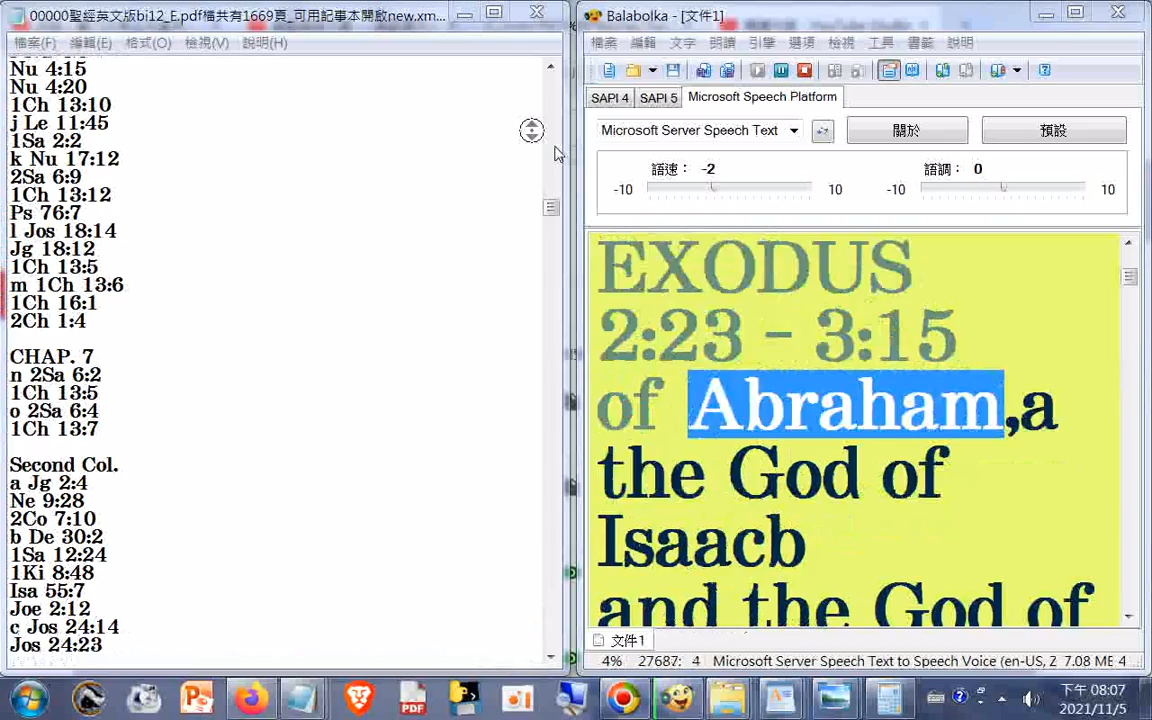 00000聖經英文版bi12_E.pdf檔共有1669頁_可用記事本開啟new.xm...
檔案(F) 編輯(E) 格式(O) 檢視(V) 說明(H)
Nu 4:15
Nu 4:20
1Ch 13:10
j Le 11:45
1Sa 2:2
k Nu 17:12
2Sa 6:9
1Ch 13:12
Ps 76:7
l Jos 18:14
Jg 18:12
1Ch 13:5
m 1Ch 13:6
1Ch 16:1
2Ch 1:4
CHAP. 7
n 2Sa 6:2
1Ch 13:5
o 2Sa 6:4
1Ch 13:7
Second Col.
a Jg 2:4
Ne 9:28
2Co 7:10
b De 30:2
1Sa 12:24
1Ki 8:48
Isa 55:7
Joe 2:12
c Jos 24:14
Jos 24:23
Balabolka - [文件1]
檔案 編輯 文字 朗讀 引擎 選項 檢視 工具 書籤 說明
SAPI 4 SAPI 5 Microsoft Speech Platform
Microsoft Server Speech Text 關於 預設
語速： -2 語調： 0
-10 10 -10 10
EXODUS
2:23 - 3:15
of Abraham,a
the God of
Isaacb
and the God of
文件1
4% 27687: 4 Microsoft Server Speech Text to Speech Voice (en-US, Z 7.08 ME 4
PDF
下午 08:07
2021/11/5